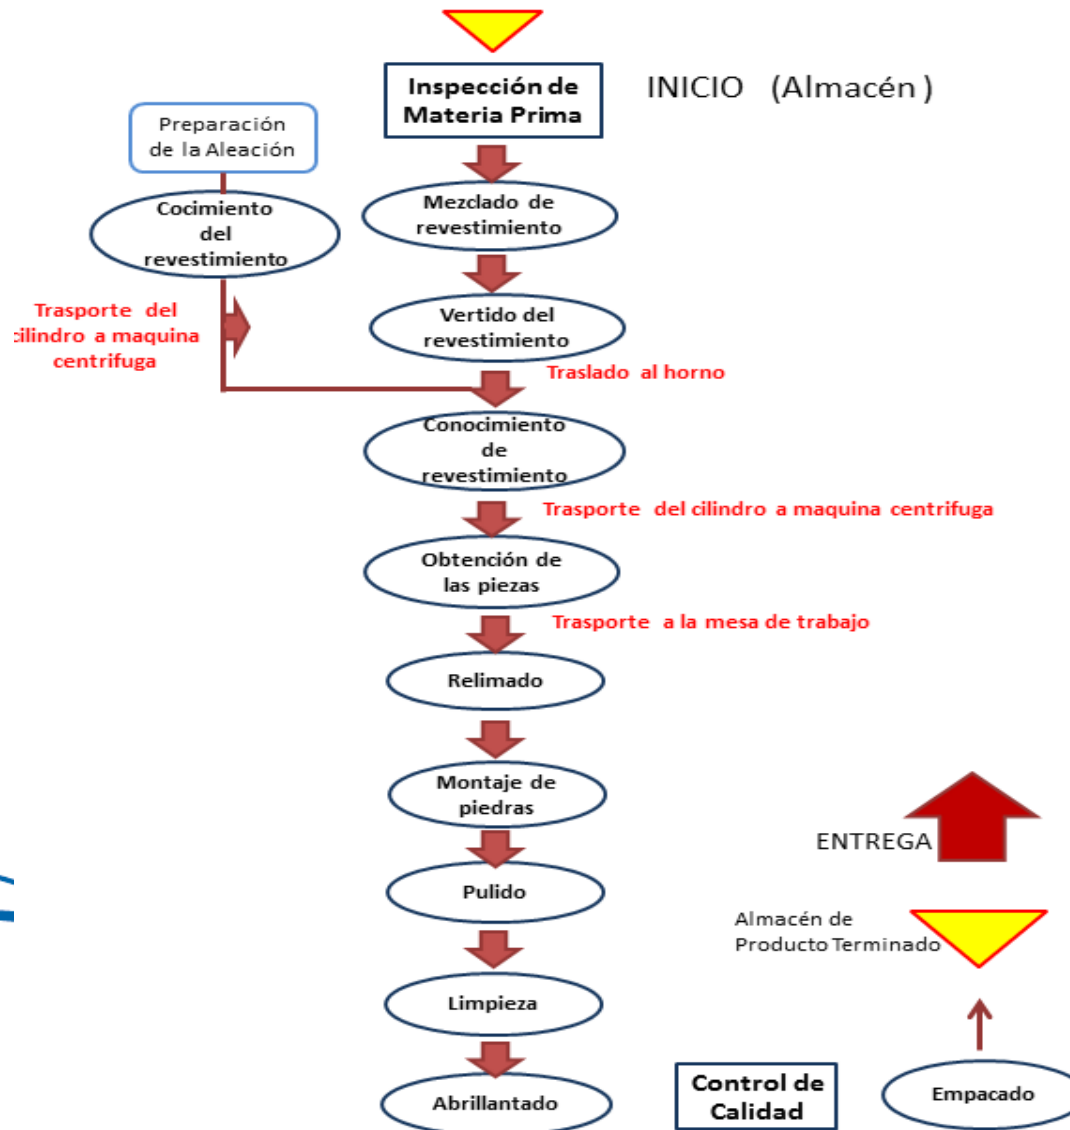 Inspección de
Materia Prima
INICIO (Almacén )
Preparación
de la Aleación
Cocimiento
del
revestimiento
Mezclado de
revestimiento
Trasporte del
cilindro a maquina
centrifuga
Vertido del
revestimiento
Traslado al horno
Conocimiento
de
revestimiento
Trasporte del cilindro a maquina centrifuga
Obtención de
las piezas
Trasporte a la mesa de trabajo
Relimado
Montaje de
piedras
Pulido
Limpieza
Abrillantado
Control de
Calidad
Empacado
Almacén de
Producto Terminado
ENTREGA